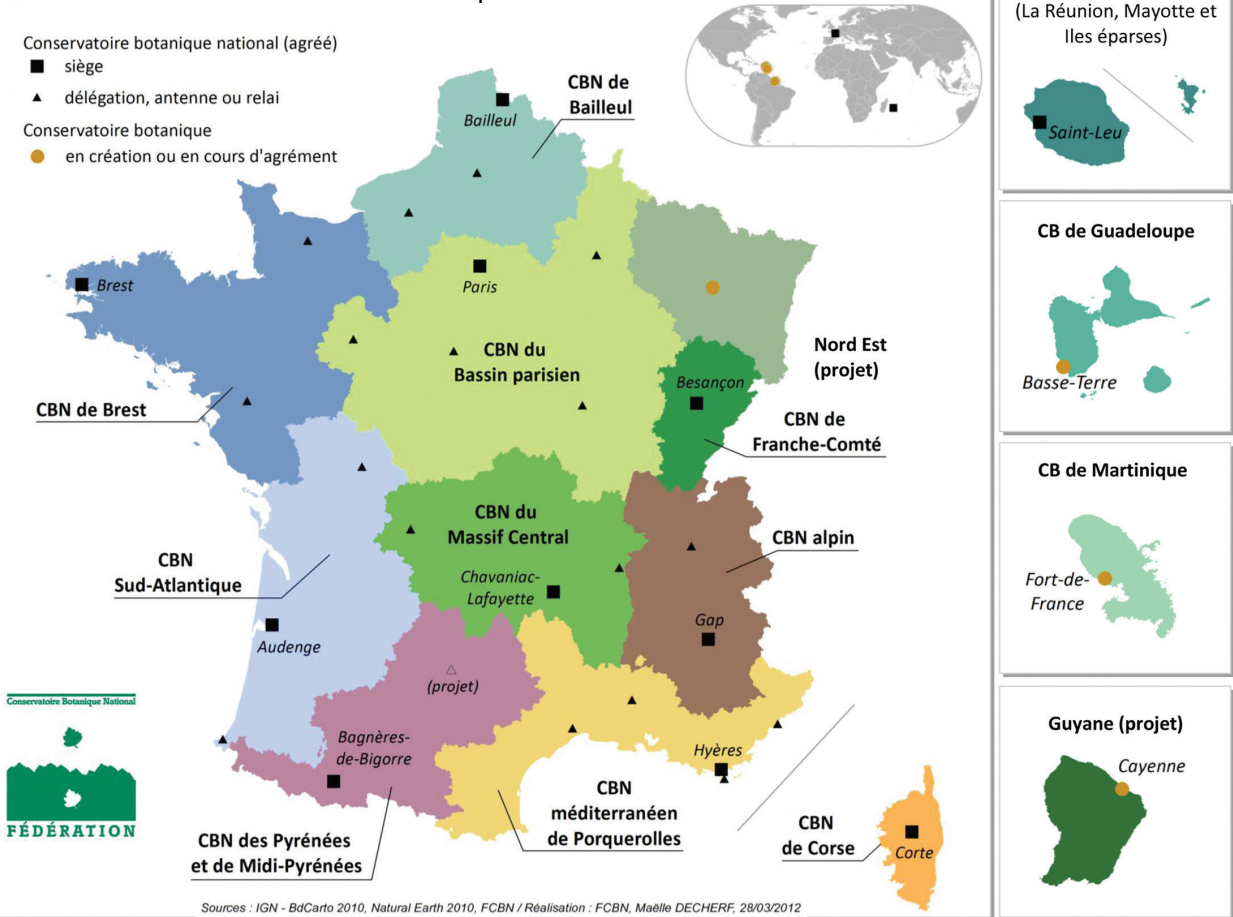 Conservatoire botanique national (agréé)
siège
délégation, antenne ou relai
Conservatoire botanique
en création ou en cours d'agrément
CBN de
Bailleul
Bailleul
Brest
Paris
CBN du
Bassin parisien
Nord Est
(projet)
Besançon
CBN de Brest
CBN de
Franche-Comté
CBN du
Massif Central
CBN alpin
CBN
Sud-Atlantique
Chavaniac-
Lafayette
Gap
Audenge
(projet)
Bagnères-
de-Bigorre
Hyères
CBN
méditerranéen
de Porquerolles
CBN des Pyrénées
et de Midi-Pyrénées
CBN
de Corse
Corte
Conservatoire Botanique National
FÉDÉRATION
Sources : IGN - BdCarto 2010, Natural Earth 2010, FCBN / Réalisation : FCBN, Maëlle DECHERF, 28/03/2012
(La Réunion, Mayotte et
Iles éparses)
Saint-Leu
CB de Guadeloupe
Basse-Terre
CB de Martinique
Fort-de-
France
Guyane (projet)
Cayenne